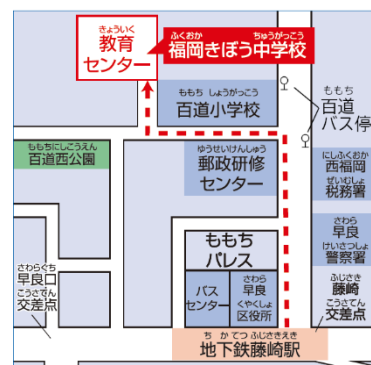 きょういく
教育
センター
ふくおか ちゅうがっこう
福岡きぼう中学校
ももち しょうがっこう
百道小学校
ももち
百道
バス停
ももちにしこうえん
百道西公園
ゆうせいけんしゅう
郵政研修
センター
にしふくおか
西福岡
ぜいむしょ
税務署
さわら
早良
けいさつしょ
警察署
ももち
パレス
さわらぐち
早良口
こうさてん
交差点
バス
センター
さわら
早良
くやくしょ
区役所
ふじさき
藤崎
こうさてん
交差点
ちかてつ ふじさきえき
地下鉄藤崎駅